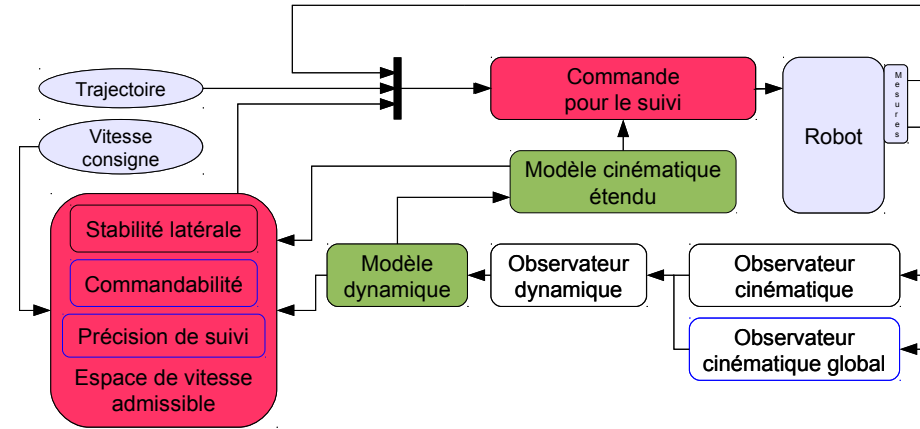 Trajectoire
Vitesse
consigne
Commande
pour le suivi
Robot
Mesures
Modèle cinématique
étendu
Stabilité latérale
Commandabilité
Précision de suivi
Espace de vitesse
admissible
Modèle
dynamique
Observateur
dynamique
Observateur
cinématique
Observateur
cinématique global